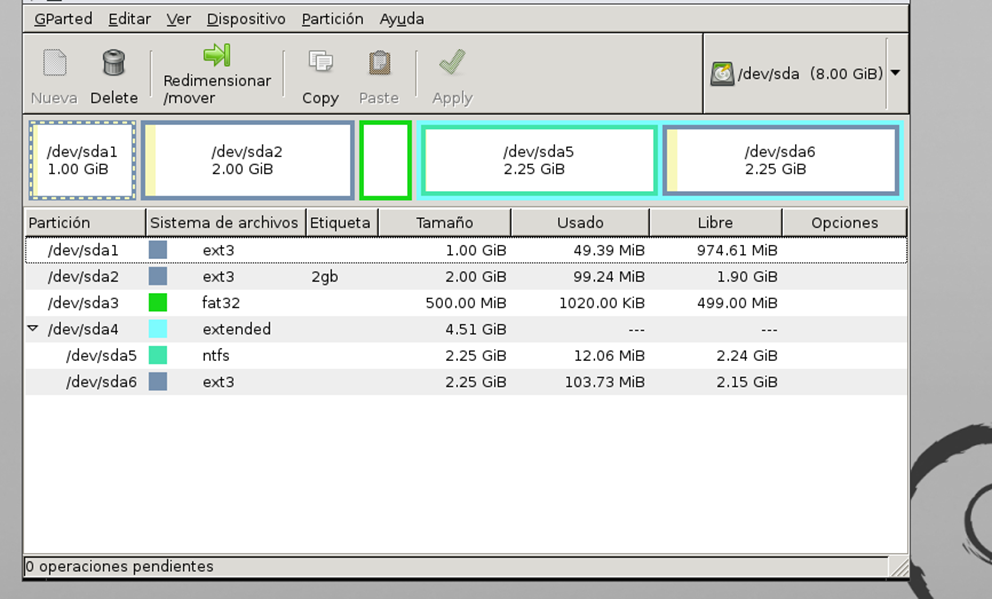 GParted Editar Ver Dispositivo Partición Ayuda
Nueva Delete Redimensionar /mover Copy Paste Apply /dev/sda (8.00 GiB)
/dev/sda1 /dev/sda2 /dev/sda5 /dev/sda6
1.00 GiB 2.00 GiB 2.25 GiB 2.25 GiB
Partición Sistema de archivos Etiqueta Tamaño Usado Libre Opciones
/dev/sda1 ext3 1.00 GiB 49.39 MiB 974.61 MiB
/dev/sda2 ext3 2gb 2.00 GiB 99.24 MiB 1.90 GiB
/dev/sda3 fat32 500.00 MiB 1020.00 KiB 499.00 MiB
/dev/sda4 extended 4.51 GiB --- ---
/dev/sda5 ntfs 2.25 GiB 12.06 MiB 2.24 GiB
/dev/sda6 ext3 2.25 GiB 103.73 MiB 2.15 GiB
0 operaciones pendientes